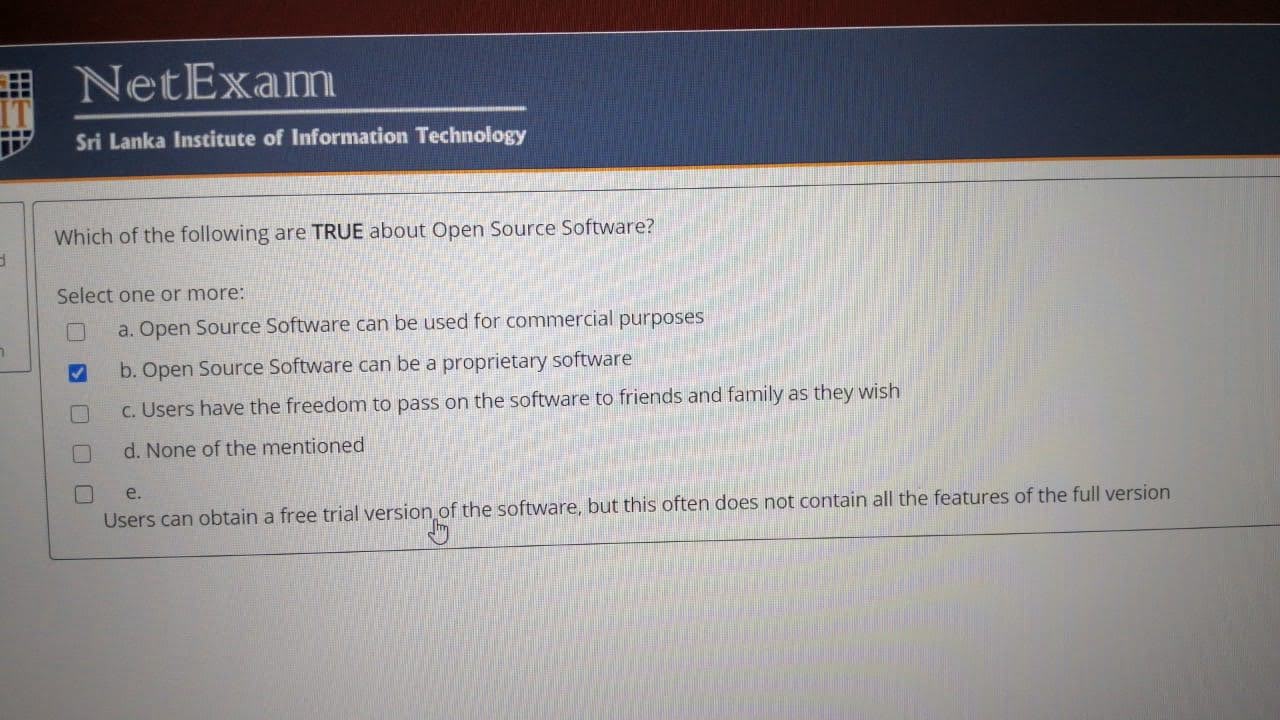 IT
NetExam
Sri Lanka Institute of Information Technology
Which of the following are TRUE about Open Source Software?
Select one or more:
a. Open Source Software can be used for commercial purposes
b. Open Source Software can be a proprietary software
c. Users have the freedom to pass on the software to friends and family as they wish
d. None of the mentioned
e.
Users can obtain a free trial version of the software, but this often does not contain all the features of the full version